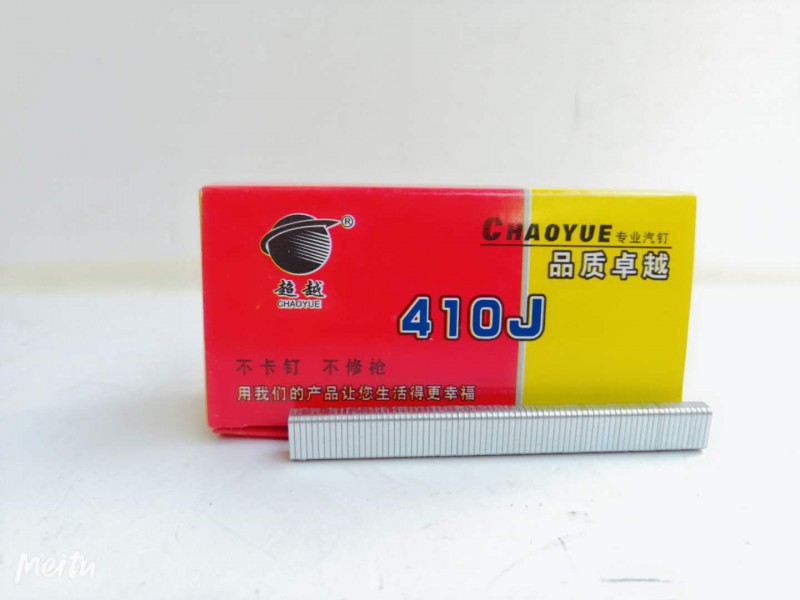 ®
超越
CHAOYUE
CHAOYUE 专业汽钉
品质卓越
410J
不卡钉 不修枪
用我们的产品让您生活得更幸福
Meitu